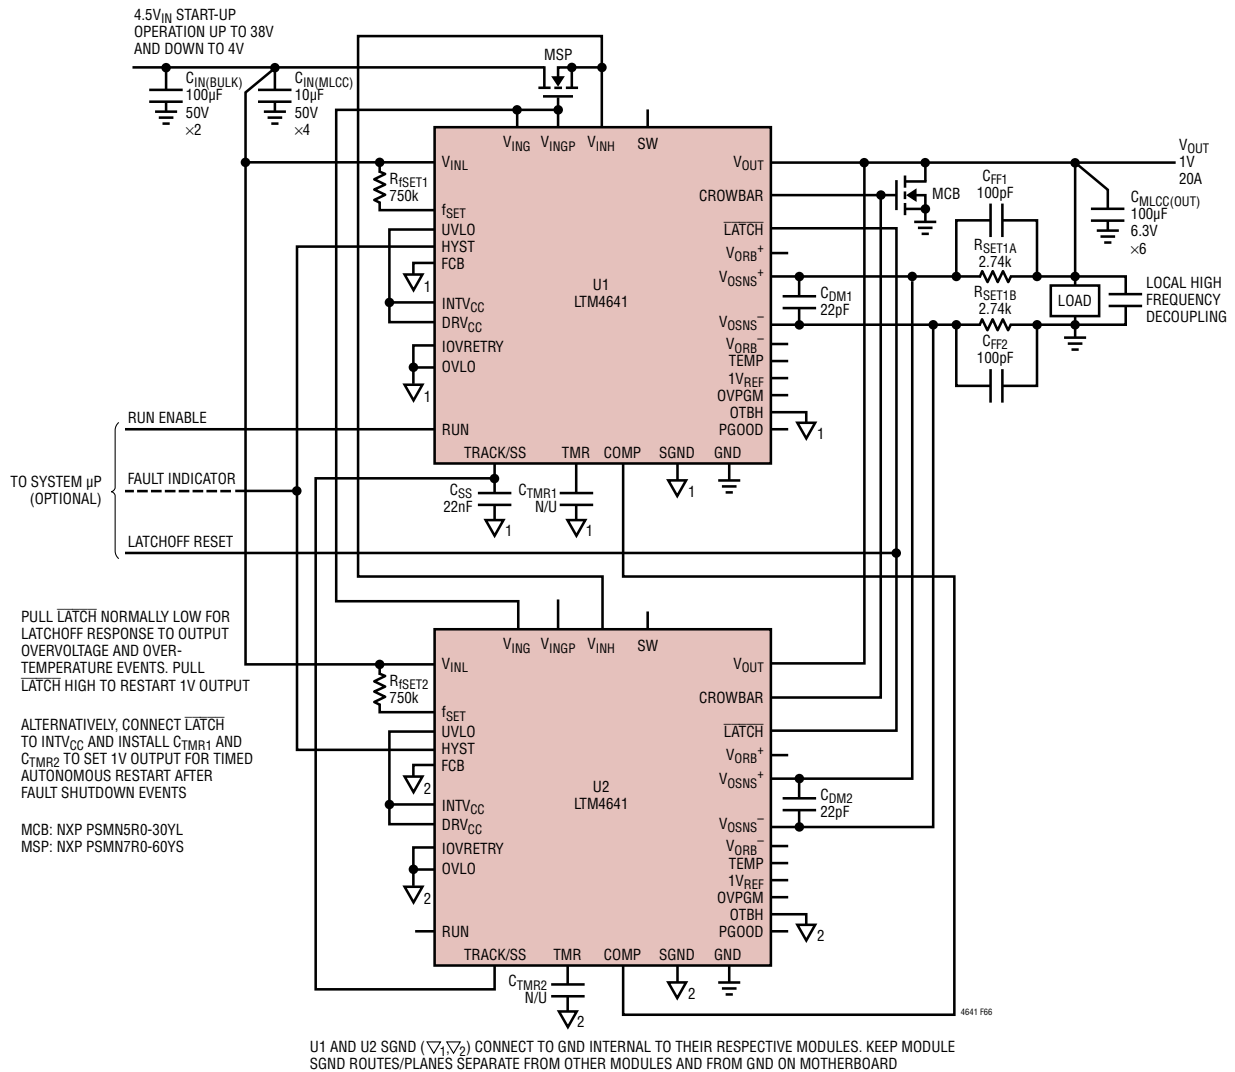 4.5VIN START-UP
OPERATION UP TO 38V
AND DOWN TO 4V
CIN(BULK)
100µF
50V
×2
CIN(MLCC)
10µF
50V
×4
MSP
VING
VINGP
VINH
SW
VINL
RfSET1
750k
fSET
UVLO
HYST
FCB
1
INTVCC
DRVCC
IOVRETRY
OVLO
1
RUN
U1
LTM4641
VOUT
CROWBAR
LATCH
VORB+
VOSNS+
VOSNS–
VORB–
TEMP
1VREF
OVPGM
OTBH
PGOOD
1
TRACK/SS
TMR
COMP
SGND
GND
CSS
22nF
1
CTMR1
N/U
1
1
MCB
CDM1
22pF
CFF1
100pF
RSET1A
2.74k
RSET1B
2.74k
CFF2
100pF
VOUT
1V
20A
CMLCC(OUT)
100µF
6.3V
×6
LOAD
LOCAL HIGH
FREQUENCY
DECOUPLING
TO SYSTEM µP
(OPTIONAL)
RUN ENABLE
FAULT INDICATOR
LATCHOFF RESET
PULL LATCH NORMALLY LOW FOR
LATCHOFF RESPONSE TO OUTPUT
OVERVOLTAGE AND OVER-
TEMPERATURE EVENTS. PULL
LATCH HIGH TO RESTART 1V OUTPUT
ALTERNATIVELY, CONNECT LATCH
TO INTVCC AND INSTALL CTMR1 AND
CTMR2 TO SET 1V OUTPUT FOR TIMED
AUTONOMOUS RESTART AFTER
FAULT SHUTDOWN EVENTS
MCB: NXP PSMN5R0-30YL
MSP: NXP PSMN7R0-60YS
VING
VINGP
VINH
SW
VINL
RfSET2
750k
fSET
UVLO
HYST
FCB
2
INTVCC
DRVCC
IOVRETRY
OVLO
2
RUN
U2
LTM4641
VOUT
CROWBAR
LATCH
VORB+
VOSNS+
VOSNS–
VORB–
TEMP
1VREF
OVPGM
OTBH
PGOOD
2
CDM2
22pF
TRACK/SS
TMR
COMP
SGND
GND
CTMR2
N/U
2
2
4641 F66
U1 AND U2 SGND (▽1,▽2) CONNECT TO GND INTERNAL TO THEIR RESPECTIVE MODULES. KEEP MODULE
SGND ROUTES/PLANES SEPARATE FROM OTHER MODULES AND FROM GND ON MOTHERBOARD